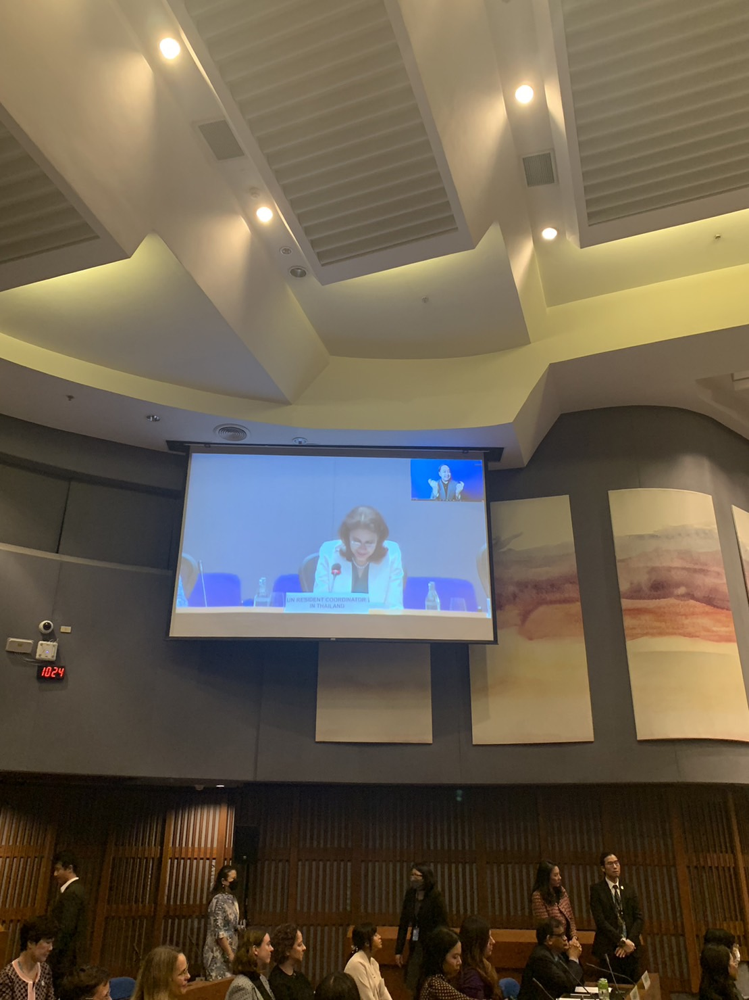 UN RESIDENT COORDINATOR
IN THAILAND
1024